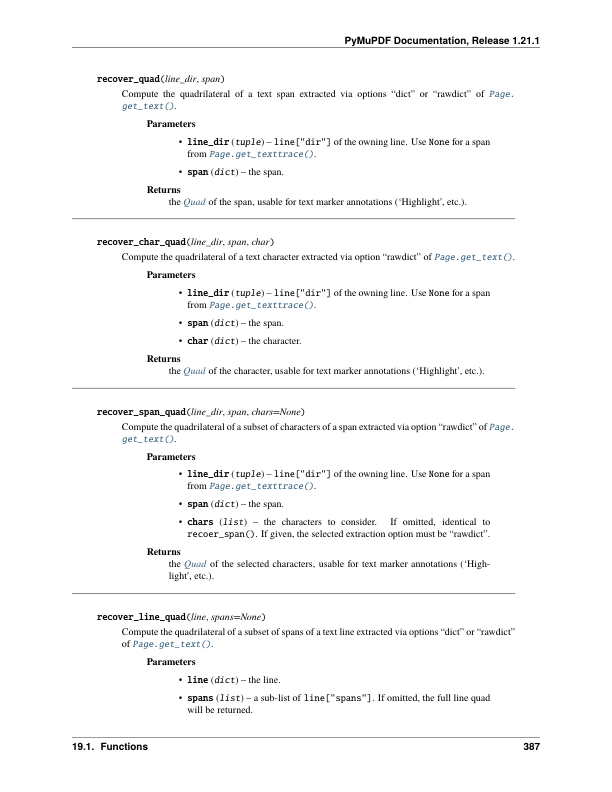 PyMuPDF Documentation, Release 1.21.1
recover_quad(line_dir, span)
Compute the quadrilateral of a text span extracted via options “dict” or “rawdict” of Page.
get_text().
Parameters
• line_dir (tuple) – line["dir"] of the owning line. Use None for a span
from Page.get_texttrace().
• span (dict) – the span.
Returns
the Quad of the span, usable for text marker annotations (‘Highlight’, etc.).
recover_char_quad(line_dir, span, char)
Compute the quadrilateral of a text character extracted via option “rawdict” of Page.get_text().
Parameters
• line_dir (tuple) – line["dir"] of the owning line. Use None for a span
from Page.get_texttrace().
• span (dict) – the span.
• char (dict) – the character.
Returns
the Quad of the character, usable for text marker annotations (‘Highlight’, etc.).
recover_span_quad(line_dir, span, chars=None)
Compute the quadrilateral of a subset of characters of a span extracted via option “rawdict” of Page.
get_text().
Parameters
• line_dir (tuple) – line["dir"] of the owning line. Use None for a span
from Page.get_texttrace().
• span (dict) – the span.
• chars (list) – the characters to consider. If omitted, identical to
recoer_span(). If given, the selected extraction option must be “rawdict”.
Returns
the Quad of the selected characters, usable for text marker annotations (‘High-
light’, etc.).
recover_line_quad(line, spans=None)
Compute the quadrilateral of a subset of spans of a text line extracted via options “dict” or “rawdict”
of Page.get_text().
Parameters
• line (dict) – the line.
• spans (list) – a sub-list of line["spans"]. If omitted, the full line quad
will be returned.
19.1. Functions 387